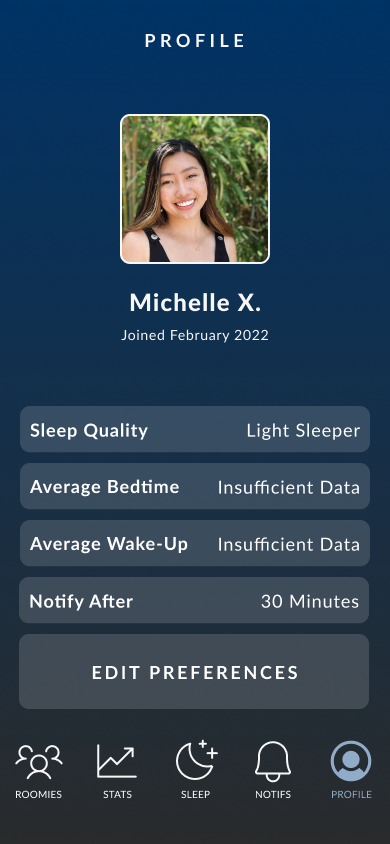 PROFILE
Michelle X.
Joined February 2022
Sleep Quality Light Sleeper
Average Bedtime Insufficient Data
Average Wake-Up Insufficient Data
Notify After 30 Minutes
EDIT PREFERENCES
ROOMIES STATS SLEEP NOTIFS PROFILE